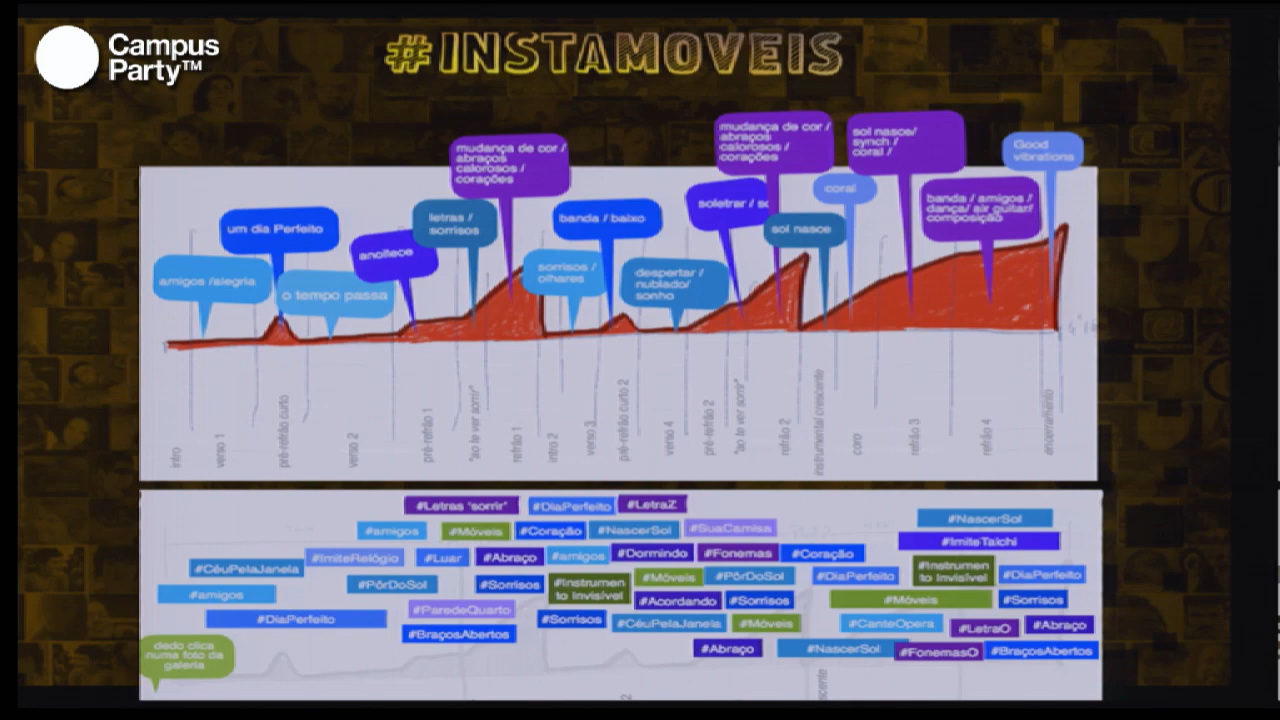 Campus
Party™
#INSTAMOVEIS
mudança de cor /
abraços
calorosos /
corações
sol nasce/
synch /
coral /
Good
vibrations
mudança de cor /
abraços
calorosos /
corações
coral
banda / amigos /
dança/ air guitar/
composição
um dia Perfeito
letras /
sorrisos
banda / baixo
soletrar /
sol nasce
anoitece
amigos /alegria
o tempo passa
sorrisos /
olhares
despertar /
nublado/
sonho
intro
verso 1
pré-refrão curto
verso 2
pré-refrão 1
"ao te ver sorrir"
refrão 1
intro 2
verso 3
pré-refrão curto 2
verso 4
pré-refrão 2
"ao te ver sorrir"
refrão 2
instrumental crescente
coro
refrão 3
refrão 4
encerramento
#Letras "sorrir" #DiaPerfeito #LetraZ
#NascerSol
#amigos #Móveis #Coração #NascerSol #SuaCamisa
#ImiteTaichi
#ImiteRelógio #Luar #Abraço #amigos #Dormindo #Fonemas #Coração
#CéuPelaJanela
#Instrumen
to Invisível
#PôrDoSol #Sorrisos
#Instrumen
to Invisível
#Móveis #PôrDoSol #DiaPerfeito #DiaPerfeito
#amigos
#Acordando #Sorrisos #Móveis #Sorrisos
#ParedeQuarto
#DiaPerfeito #Sorrisos #CéuPelaJanela #Móveis #CanteOpera #LetraO #Abraço
#BraçosAbertos
#Abraço #NascerSol #FonemasO #BraçosAbertos
dedo clica
numa foto da
galeria